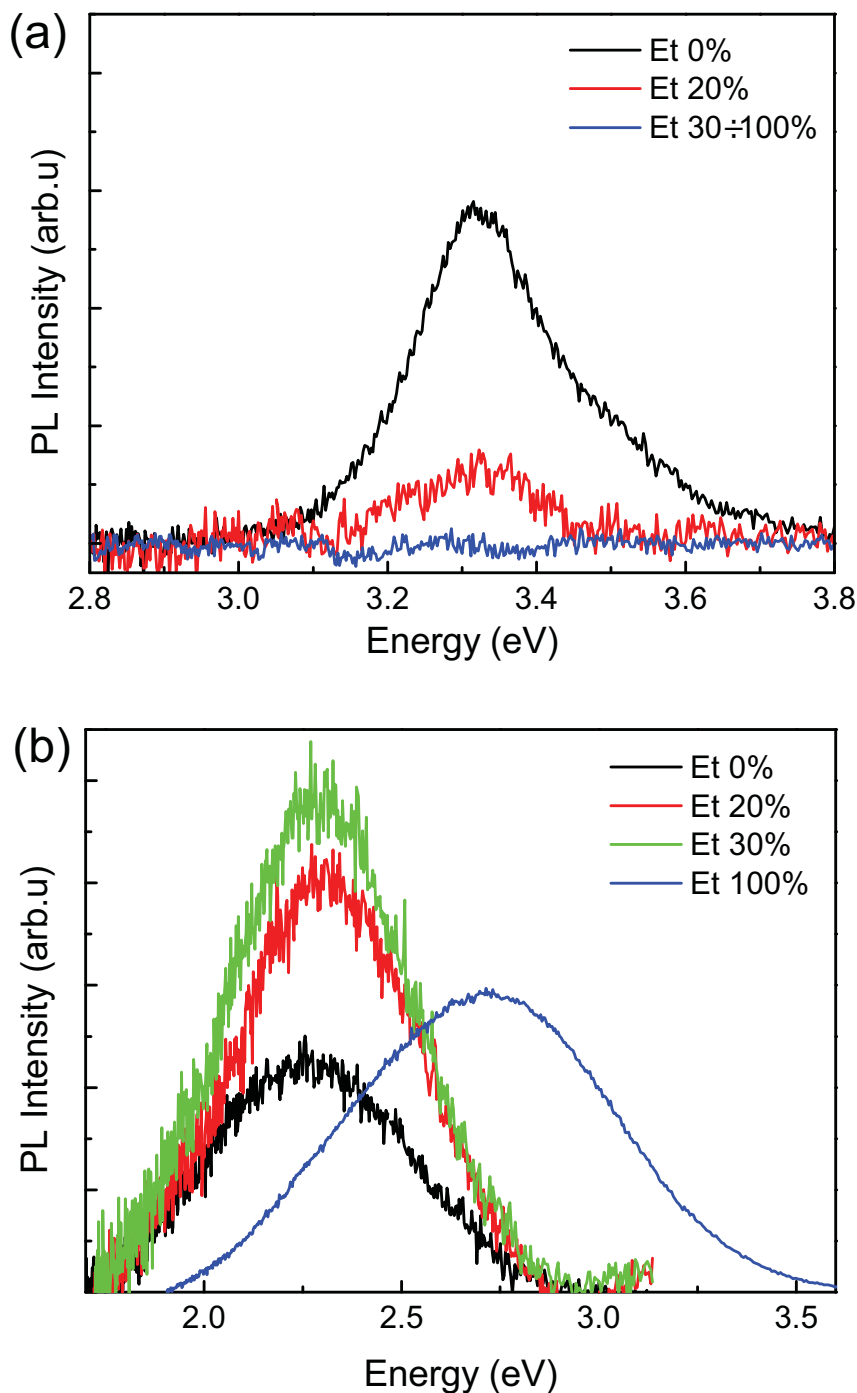 (a)
Et 0%
Et 20%
Et 30÷100%
PL Intensity (arb.u)
2.8 3.0 3.2 3.4 3.6 3.8
Energy (eV)
(b)
Et 0%
Et 20%
Et 30%
Et 100%
PL Intensity (arb.u)
2.0 2.5 3.0 3.5
Energy (eV)